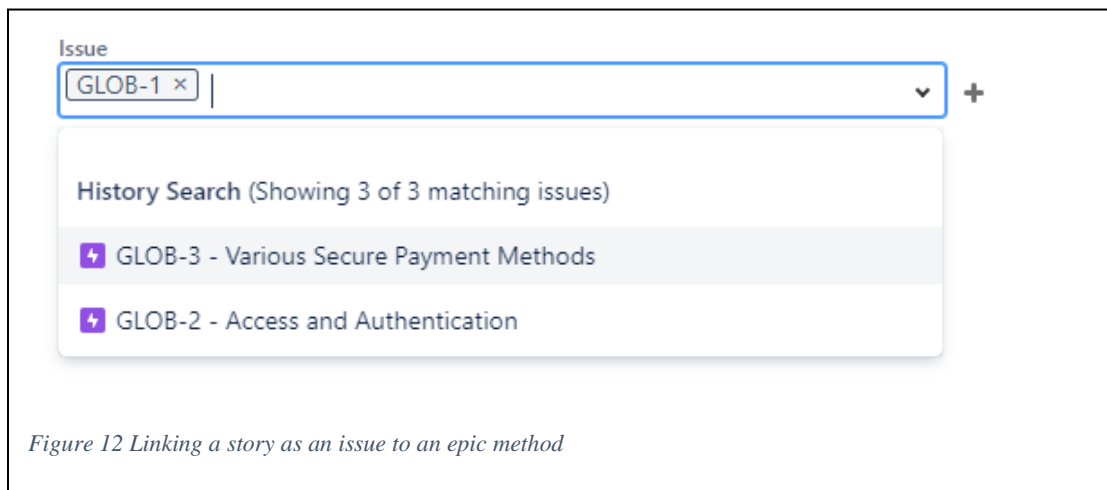 Issue
GLOB-1 ×
History Search (Showing 3 of 3 matching issues)
GLOB-3 - Various Secure Payment Methods
GLOB-2 - Access and Authentication
Figure 12 Linking a story as an issue to an epic method